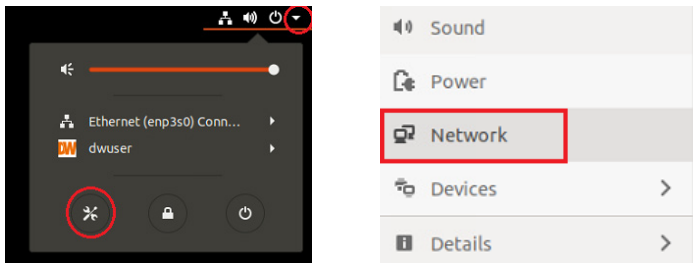 Ethernet (enp3s0) Conn...
DW dwuser
Sound
Power
Network
Devices
Details